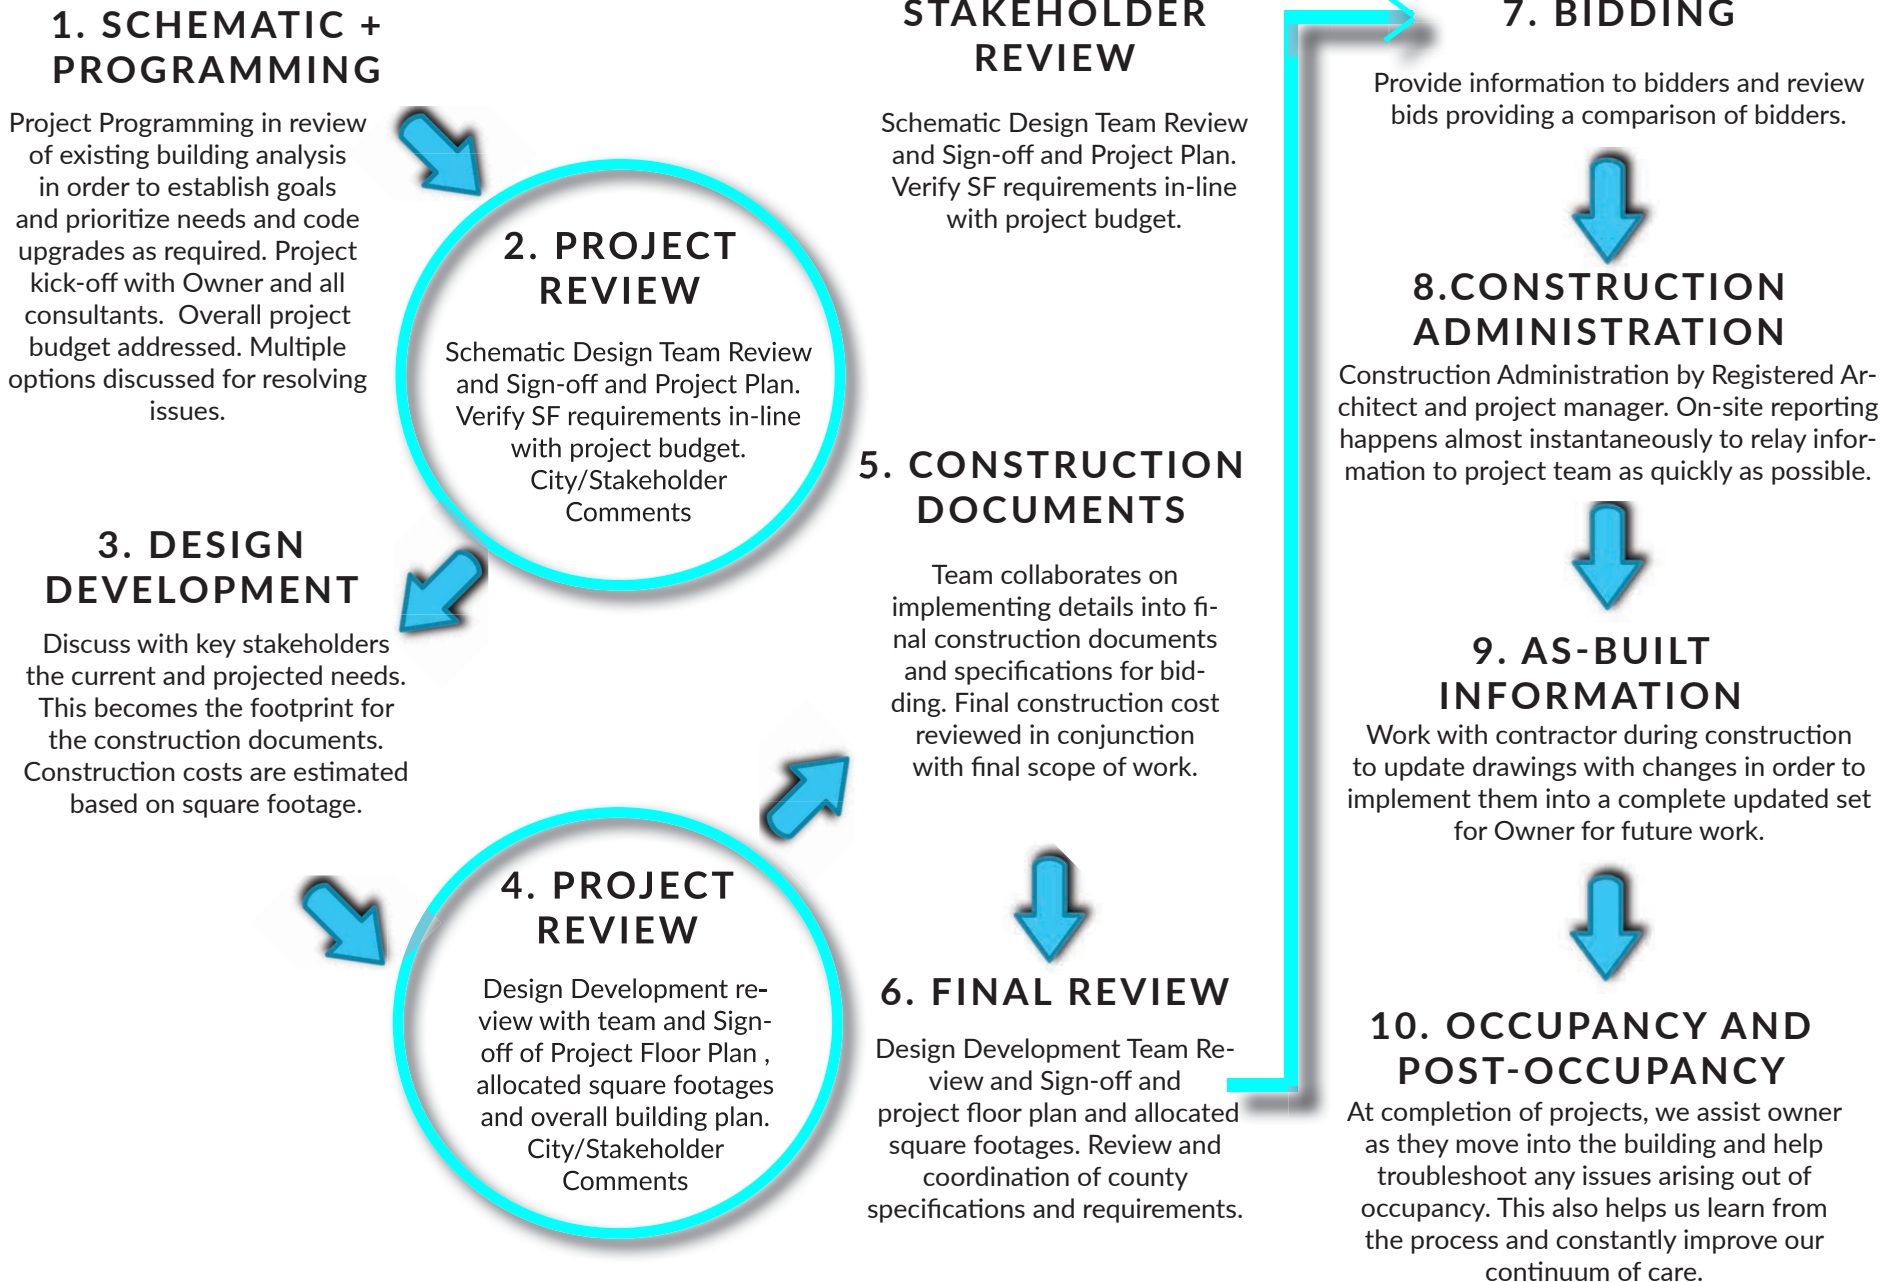 1. SCHEMATIC +
PROGRAMMING
Project Programming in review
of existing building analysis
in order to establish goals
and prioritize needs and code
upgrades as required. Project
kick-off with Owner and all
consultants.  Overall project
budget addressed. Multiple
options discussed for resolving
issues.
2. PROJECT
REVIEW
Schematic Design Team Review
and Sign-off and Project Plan.
Verify SF requirements in-line
with project budget.
City/Stakeholder
Comments
3. DESIGN
DEVELOPMENT
Discuss with key stakeholders
the current and projected needs.
This becomes the footprint for
the construction documents.
Construction costs are estimated
based on square footage.
4. PROJECT
REVIEW
Design Development re-
view with team and Sign-
off of Project Floor Plan ,
allocated square footages
and overall building plan.
City/Stakeholder
Comments
STAKEHOLDER
REVIEW
Schematic Design Team Review
and Sign-off and Project Plan.
Verify SF requirements in-line
with project budget.
5. CONSTRUCTION
DOCUMENTS
Team collaborates on
implementing details into fi-
nal construction documents
and specifications for bid-
ding. Final construction cost
reviewed in conjunction
with final scope of work.
6. FINAL REVIEW
Design Development Team Re-
view and Sign-off and
project floor plan and allocated
square footages. Review and
coordination of county
specifications and requirements.
7. BIDDING
Provide information to bidders and review
bids providing a comparison of bidders.
8.CONSTRUCTION
ADMINISTRATION
Construction Administration by Registered Ar-
chitect and project manager. On-site reporting
happens almost instantaneously to relay infor-
mation to project team as quickly as possible.
9. AS-BUILT
INFORMATION
Work with contractor during construction
to update drawings with changes in order to
implement them into a complete updated set
for Owner for future work.
10. OCCUPANCY AND
POST-OCCUPANCY
At completion of projects, we assist owner
as they move into the building and help
troubleshoot any issues arising out of
occupancy. This also helps us learn from
the process and constantly improve our
continuum of care.